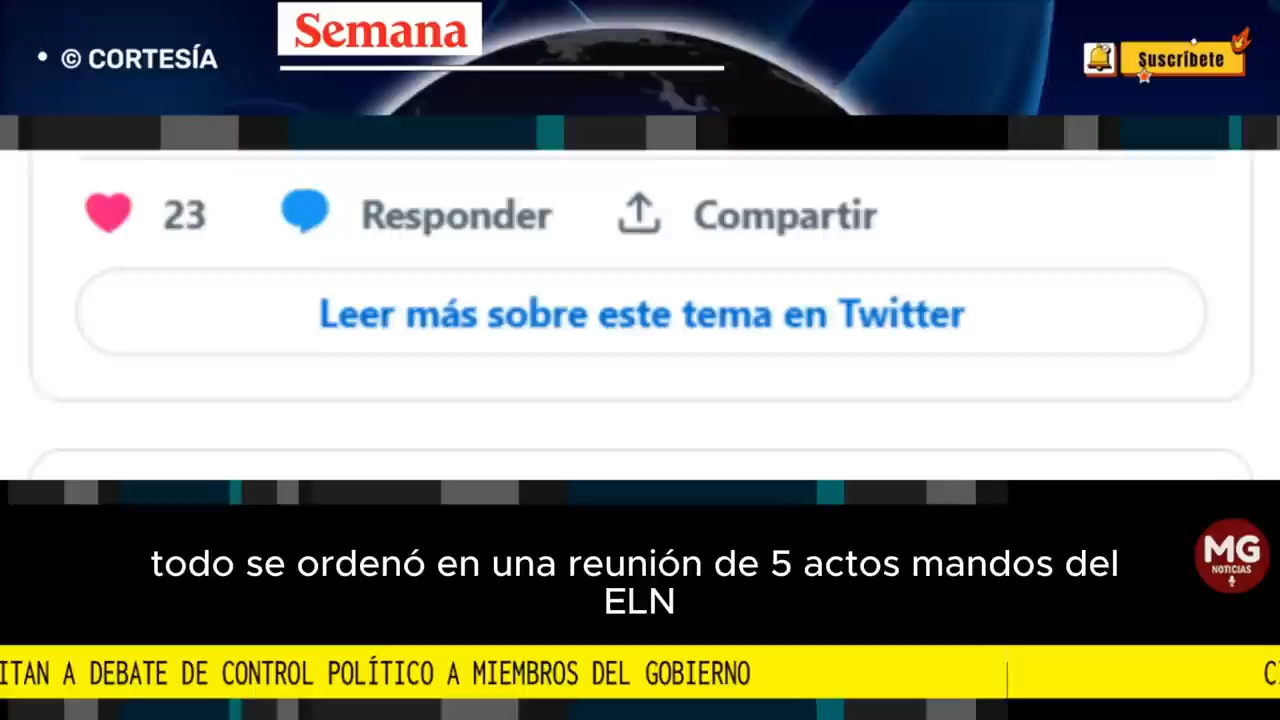 Semana
• © CORTESÍA
Suscríbete
23 Responder Compartir
Leer más sobre este tema en Twitter
todo se ordenó en una reunión de 5 actos mandos del
ELN
MG
NOTICIAS
ITAN A DEBATE DE CONTROL POLÍTICO A MIEMBROS DEL GOBIERNO